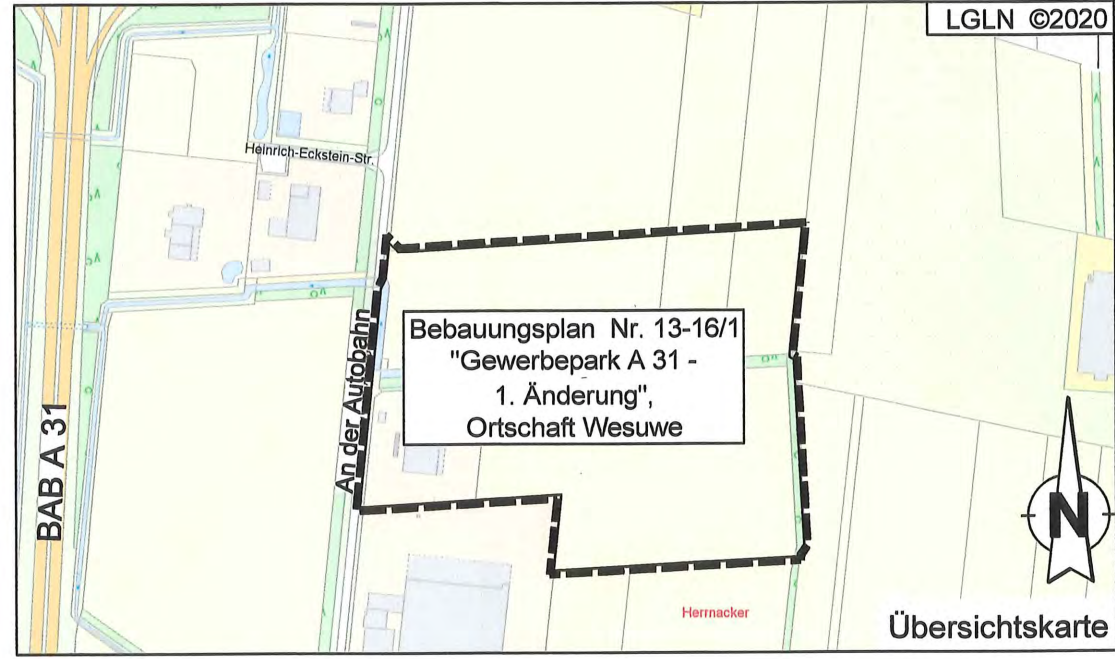 LGLN ©2020
Heinrich-Eckstein-Str.
Bebauungsplan Nr. 13-16/1
"Gewerbepark A 31 -
1. Änderung",
Ortschaft Wesuwe
An der Autobahn
BAB A 31
N
Herrnacker
Übersichtskarte